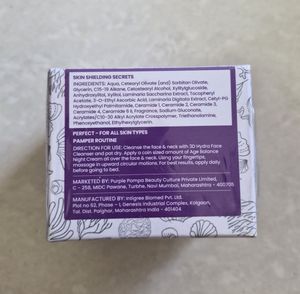 SKIN SHIELDING SECRETS
INGREDIENTS: Aqua, Cetearyl Olivate (and) Sorbitan Olivate,
Glycerin, C15-19 Alkane, Cetostearyl Alcohol, Xylitylglucoside,
Anhydroxylitol, Xylitol, Laminaria Saccharina Extract, Tocopheryl
Acetate, 3-O-Ethyl Ascorbic Acid, Laminaria Digitata Extract, Cetyl-PG
Hydroxyethyl Palmitamide, Ceramide 1, Ceramide 2, Ceramide 3,
Ceramide 4, Ceramide 6 II, Fragrance, Sodium Gluconate,
Acrylates/C10-30 Alkyl Acrylate Crosspolymer, Triethanolamine,
Phenoxyethanol, Ethylhexylglycerin.
PERFECT - FOR ALL SKIN TYPES
PAMPER ROUTINE
DIRECTION FOR USE: Cleanse the face & neck with 3D Hydra Face
Cleanser and pat dry. Apply a coin sized amount of Age Balance
Night Cream all over the face & neck. Using your fingertips,
massage in upward circular motions. For best results, apply daily
before going to bed.
MARKETED BY: Purple Pompa Beauty Culture Private Limited,
C - 258, MIDC Pawane, Turbhe, Navi Mumbai, Maharashtra - 400705
MANUFACTURED BY: Indigree Biomed Pvt. Ltd.
Plot no 52, Phase - I, Genesis Industrial Complex, Kolgaon,
Tal. Dist. Palghar, Maharashtra India - 401404